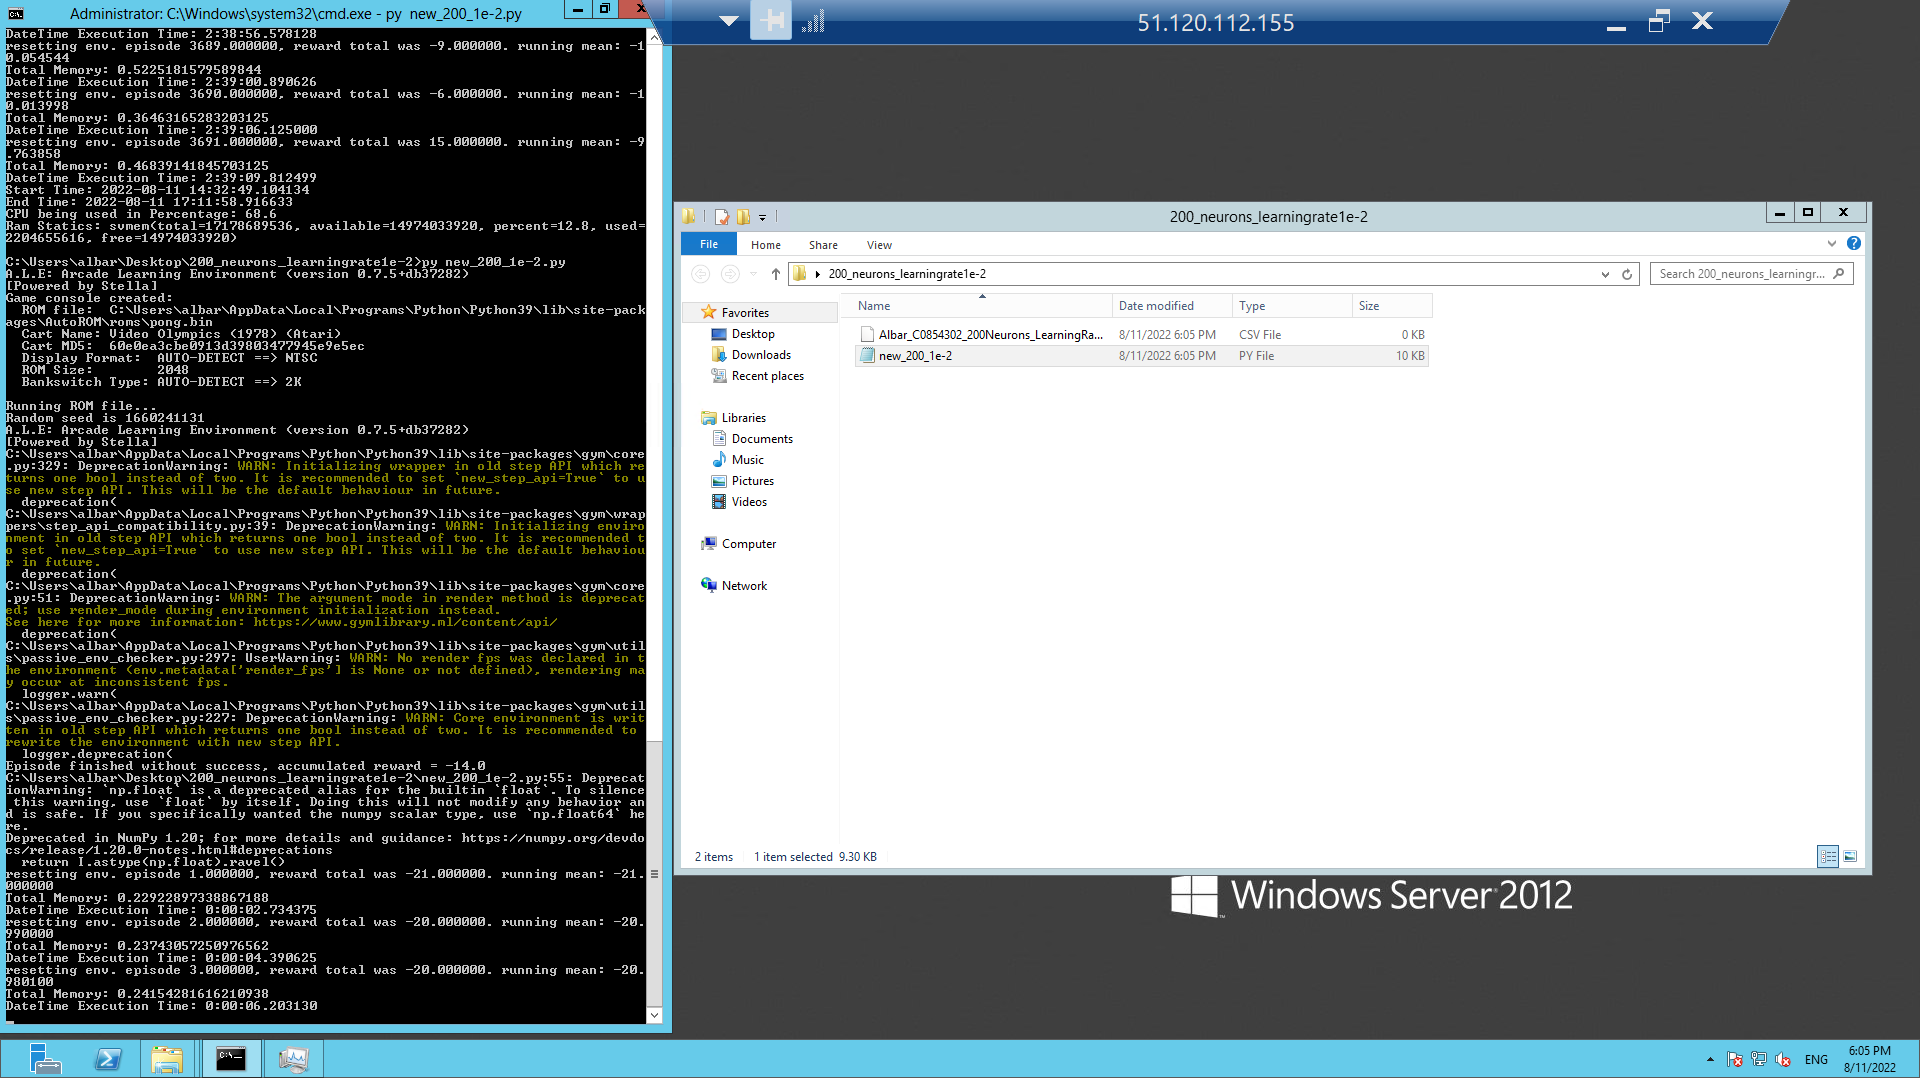 Administrator: C:\Windows\system32\cmd.exe - py new_200_1e-2.py
DateTime Execution Time: 2:38:56.578128
resetting env. episode 3689.000000, reward total was -9.000000. running mean: -1
0.054544
Total Memory: 0.5225181579589844
DateTime Execution Time: 2:39:00.890626
resetting env. episode 3690.000000, reward total was -6.000000. running mean: -1
0.013998
Total Memory: 0.36463165283203125
DateTime Execution Time: 2:39:06.125000
resetting env. episode 3691.000000, reward total was 15.000000. running mean: -9
.763858
Total Memory: 0.46839141845703125
DateTime Execution Time: 2:39:09.812499
Start Time: 2022-08-11 14:32:49.104134
End Time: 2022-08-11 17:11:58.916633
CPU being used in Percentage: 68.6
Ram Statics: svmem(total=17178689536, available=14974033920, percent=12.8, used=
2204655616, free=14974033920)
C:\Users\albar\Desktop\200_neurons_learningrate1e-2>py new_200_1e-2.py
A.L.E: Arcade Learning Environment (version 0.7.5+db37282)
[Powered by Stella]
Game console created:
ROM file: C:\Users\albar\AppData\Local\Programs\Python\Python39\lib\site-pack
ages\AutoROM\roms\pong.bin
Cart Name: Video Olympics (1978) (Atari)
Cart MD5: 60e0ea3cbe0913d39803477945e9e5ec
Display Format: AUTO-DETECT ==> NTSC
ROM Size: 2048
Bankswitch Type: AUTO-DETECT ==> 2K
Running ROM file...
Random seed is 1660241131
A.L.E: Arcade Learning Environment (version 0.7.5+db37282)
[Powered by Stella]
C:\Users\albar\AppData\Local\Programs\Python\Python39\lib\site-packages\gym\core
.py:329: DeprecationWarning: WARN: Initializing wrapper in old step API which re
turns one bool instead of two. It is recommended to set `new_step_api=True` to u
se new step API. This will be the default behaviour in future.
deprecation(
C:\Users\albar\AppData\Local\Programs\Python\Python39\lib\site-packages\gym\wrap
pers\step_api_compatibility.py:39: DeprecationWarning: WARN: Initializing enviro
nment in old step API which returns one bool instead of two. It is recommended t
o set `new_step_api=True` to use new step API. This will be the default behaviou
r in future.
deprecation(
C:\Users\albar\AppData\Local\Programs\Python\Python39\lib\site-packages\gym\core
.py:51: DeprecationWarning: WARN: The argument mode in render method is deprecat
ed; use render_mode during environment initialization instead.
See here for more information: https://www.gymlibrary.ml/content/api/
deprecation(
C:\Users\albar\AppData\Local\Programs\Python\Python39\lib\site-packages\gym\util
s\passive_env_checker.py:297: UserWarning: WARN: No render fps was declared in t
he environment (env.metadata['render_fps'] is None or not defined), rendering ma
y occur at inconsistent fps.
logger.warn(
C:\Users\albar\AppData\Local\Programs\Python\Python39\lib\site-packages\gym\util
s\passive_env_checker.py:227: DeprecationWarning: WARN: Core environment is writ
ten in old step API which returns one bool instead of two. It is recommended to
rewrite the environment with new step API.
logger.deprecation(
Episode finished without success, accumulated reward = -14.0
C:\Users\albar\Desktop\200_neurons_learningrate1e-2\new_200_1e-2.py:55: Deprecat
ionWarning: `np.float` is a deprecated alias for the builtin `float`. To silence
this warning, use `float` by itself. Doing this will not modify any behavior an
d is safe. If you specifically wanted the numpy scalar type, use `np.float64` he
re.
Deprecated in NumPy 1.20; for more details and guidance: https://numpy.org/devdo
cs/release/1.20.0-notes.html#deprecations
return I.astype(np.float).ravel()
resetting env. episode 1.000000, reward total was -21.000000. running mean: -21.
000000
Total Memory: 0.22922897338867188
DateTime Execution Time: 0:00:02.734375
resetting env. episode 2.000000, reward total was -20.000000. running mean: -20.
990000
Total Memory: 0.23743057250976562
DateTime Execution Time: 0:00:04.390625
resetting env. episode 3.000000, reward total was -20.000000. running mean: -20.
980100
Total Memory: 0.24154281616210938
DateTime Execution Time: 0:00:06.203130
51.120.112.155
200_neurons_learningrate1e-2
File Home Share View
200_neurons_learningrate1e-2
Search 200_neurons_learningr...
Name Date modified Type Size
Albar_C0854302_200Neurons_LearningRa... 8/11/2022 6:05 PM CSV File 0 KB
new_200_1e-2 8/11/2022 6:05 PM PY File 10 KB
Favorites
Desktop
Downloads
Recent places
Libraries
Documents
Music
Pictures
Videos
Computer
Network
2 items 1 item selected 9.30 KB
Windows Server 2012
ENG
6:05 PM
8/11/2022